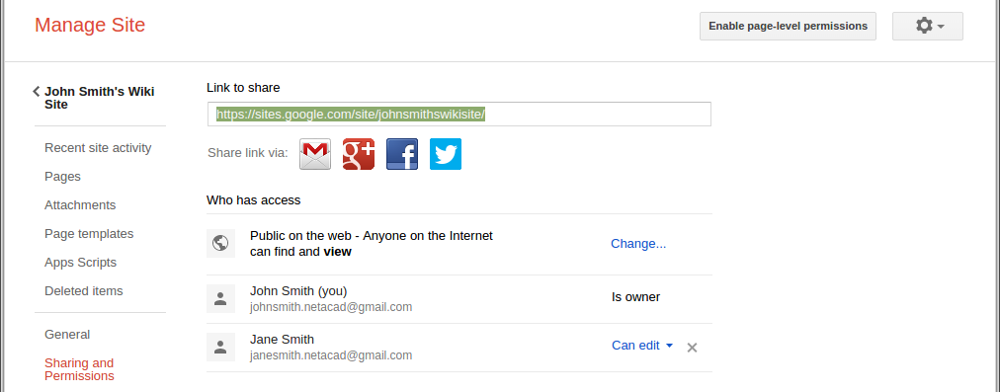 Manage Site
Enable page-level permissions
John Smith's Wiki
Site
Recent site activity
Pages
Attachments
Page templates
Apps Scripts
Deleted items
General
Sharing and
Permissions
Link to share
https://sites.google.com/site/johnsmithswikisite/
Share link via:
g+
f
Who has access
Public on the web - Anyone on the Internet
can find and view
Change...
John Smith (you)
johnsmith.netacad@gmail.com
Is owner
Jane Smith
janesmith.netacad@gmail.com
Can edit